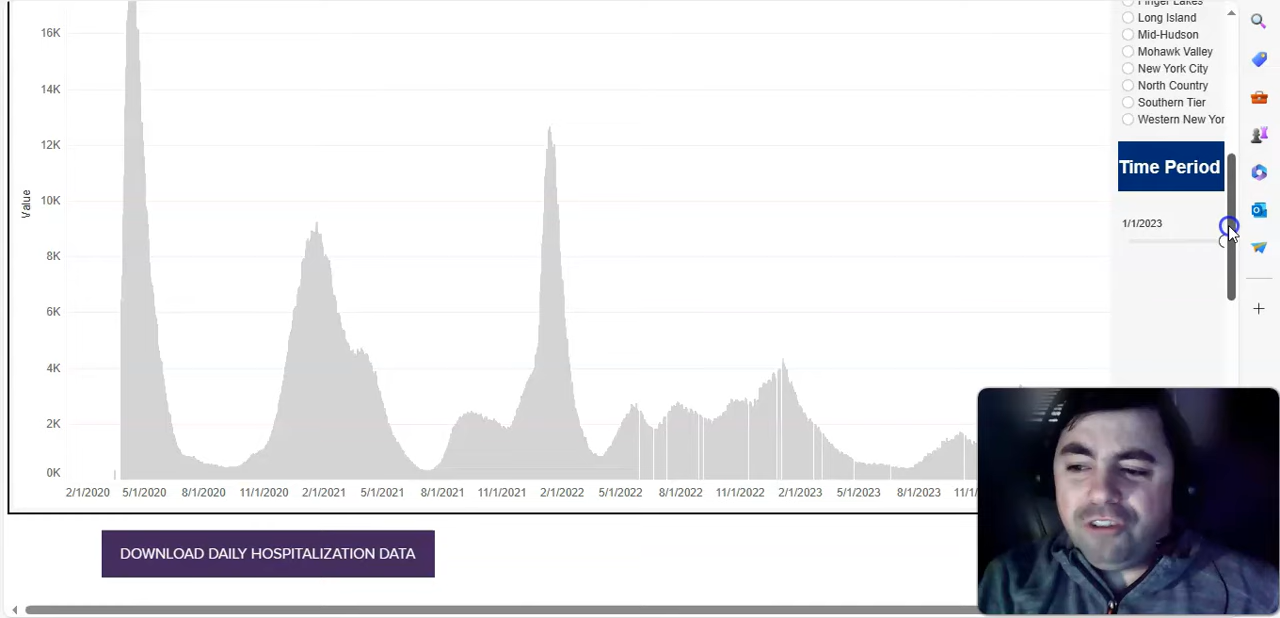 Finger Lakes
Long Island
Mid-Hudson
Mohawk Valley
New York City
North Country
Southern Tier
Western New Yor
Time Period
1/1/2023
Value
16K
14K
12K
10K
8K
6K
4K
2K
0K
2/1/2020 5/1/2020 8/1/2020 11/1/2020 2/1/2021 5/1/2021 8/1/2021 11/1/2021 2/1/2022 5/1/2022 8/1/2022 11/1/2022 2/1/2023 5/1/2023 8/1/2023 11/1/
DOWNLOAD DAILY HOSPITALIZATION DATA